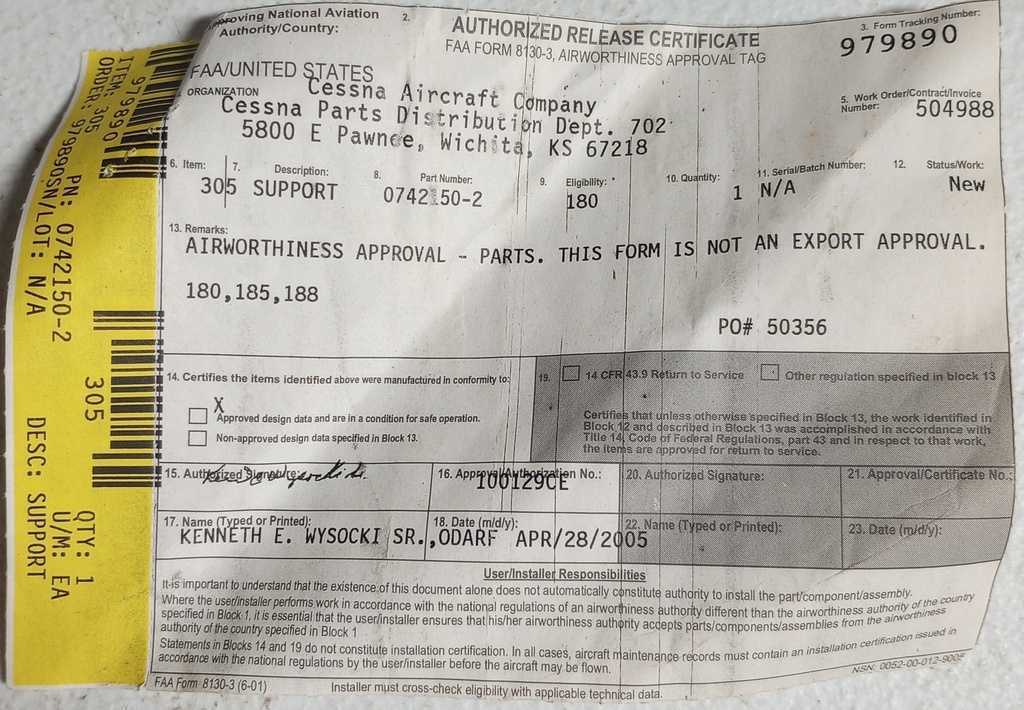 Approving National Aviation
Authority/Country:
2.
AUTHORIZED RELEASE CERTIFICATE
FAA FORM 8130-3, AIRWORTHINESS APPROVAL TAG
3. Form Tracking Number:
979890
FAA/UNITED STATES
ORGANIZATION
Cessna Aircraft Company
Cessna Parts Distribution Dept. 702
5800 E Pawnee, Wichita, KS 67218
5. Work Order/Contract/Invoice
Number:
504988
6. Item:
305
7. Description:
SUPPORT
8. Part Number:
0742150-2
9. Eligibility: *
180
10. Quantity:
1
11. Serial/Batch Number:
N/A
12. Status/Work:
New
13. Remarks:
AIRWORTHINESS APPROVAL - PARTS. THIS FORM IS NOT AN EXPORT APPROVAL.
180,185,188
PO# 50356
14. Certifies the items identified above were manufactured in conformity to:
X
Approved design data and are in a condition for safe operation.
Non-approved design data specified in Block 13.
19. 14 CFR 43.9 Return to Service Other regulation specified in block 13
Certifies that unless otherwise specified in Block 13, the work identified in
Block 12 and described in Block 13 was accomplished in accordance with
Title 14, Code of Federal Regulations, part 43 and in respect to that work,
the items are approved for return to service.
15. Authorized Signature:
16. Approval/Authorization No.:
100129CE
20. Authorized Signature:
21. Approval/Certificate No.:
17. Name (Typed or Printed):
KENNETH E. WYSOCKI SR.,ODARF
18. Date (m/d/y):
APR/28/2005
22. Name (Typed or Printed):
23. Date (m/d/y):
User/Installer Responsibilities
It is important to understand that the existence of this document alone does not automatically constitute authority to install the part/component/assembly.
Where the user/installer performs work in accordance with the national regulations of an airworthiness authority different than the airworthiness authority of the country
specified in Block 1, it is essential that the user/installer ensures that his/her airworthiness authority accepts parts/components/assemblies from the airworthiness
authority of the country specified in Block 1
Statements in Blocks 14 and 19 do not constitute installation certification. In all cases, aircraft maintenance records must contain an installation certification issued in
accordance with the national regulations by the user/installer before the aircraft may be flown.
FAA Form 8130-3 (6-01)
Installer must cross-check eligibility with applicable technical data.
NSN: 0052-00-012-9005
979890
ITEM: 305
ORDER: 979890
PN: 0742150-2
SN/LOT: N/A
305
QTY: 1
U/M: EA
DESC: SUPPORT